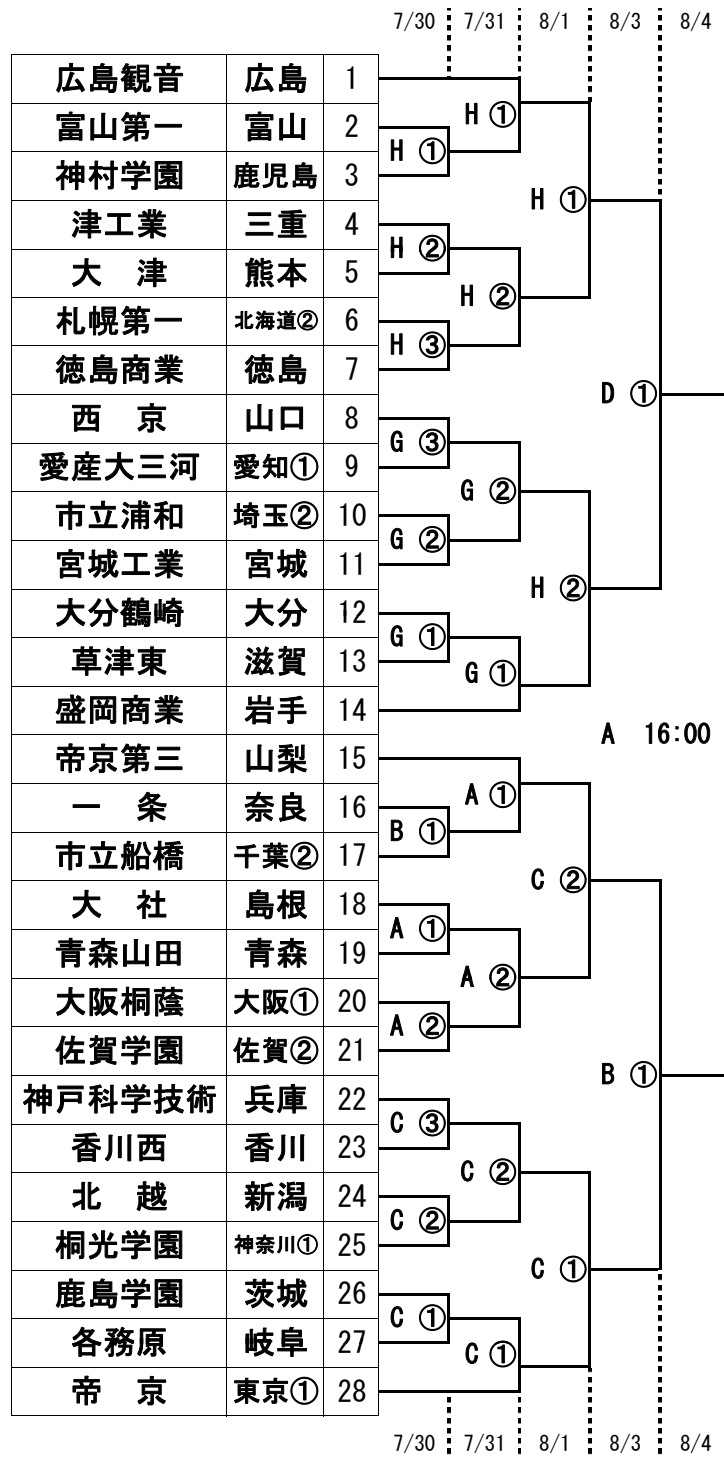 7/30 7/31 8/1 8/3 8/4
広島観音 広島 1
H ①
富山第一 富山 2
H ①
神村学園 鹿児島 3
H ①
津工業 三重 4
H ②
大 津 熊本 5
H ②
札幌第一 北海道② 6
H ③
徳島商業 徳島 7
D ①
西 京 山口 8
G ③
愛産大三河 愛知① 9
G ②
市立浦和 埼玉② 10
G ②
宮城工業 宮城 11
H ②
大分鶴崎 大分 12
G ①
草津東 滋賀 13
G ①
盛岡商業 岩手 14
A 16:00
帝京第三 山梨 15
A ①
一 条 奈良 16
B ①
市立船橋 千葉② 17
C ②
大 社 島根 18
A ①
青森山田 青森 19
A ②
大阪桐蔭 大阪① 20
A ②
佐賀学園 佐賀② 21
B ①
神戸科学技術 兵庫 22
C ③
香川西 香川 23
C ②
北 越 新潟 24
C ②
桐光学園 神奈川① 25
C ①
鹿島学園 茨城 26
C ①
各務原 岐阜 27
C ①
帝 京 東京① 28
7/30 7/31 8/1 8/3 8/4